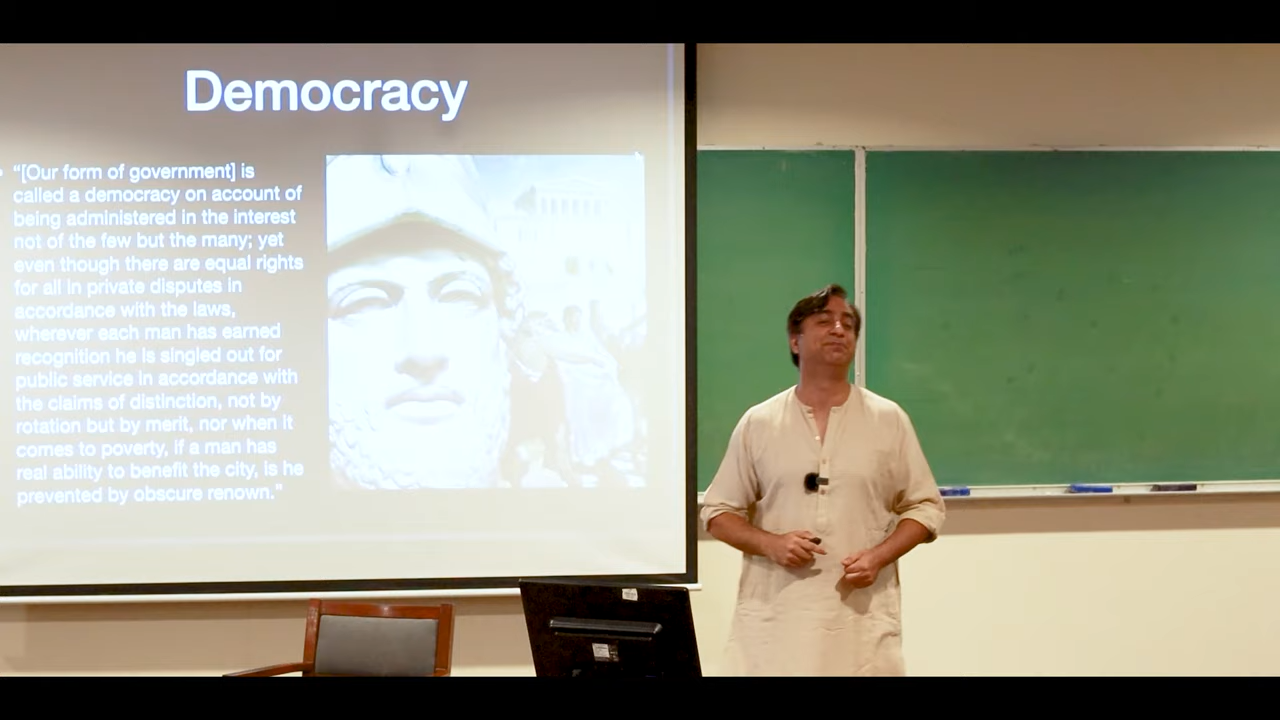 Democracy
• "[Our form of government] is
called a democracy on account of
being administered in the interest
not of the few but the many; yet
even though there are equal rights
for all in private disputes in
accordance with the laws,
wherever each man has earned
recognition he is singled out for
public service in accordance with
the claims of distinction, not by
rotation but by merit, nor when it
comes to poverty, if a man has
real ability to benefit the city, is he
prevented by obscure renown."